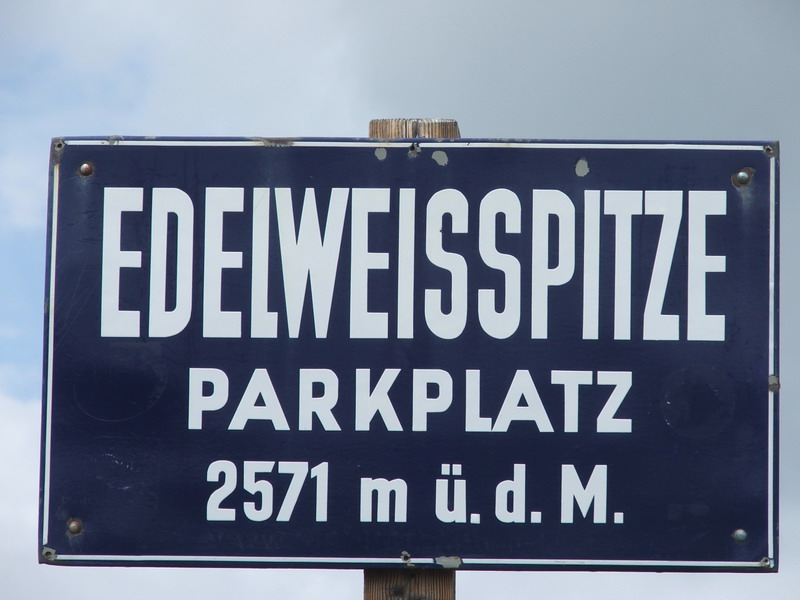 EDELWEISSPITZE
PARKPLATZ
2571 m ü. d. M.